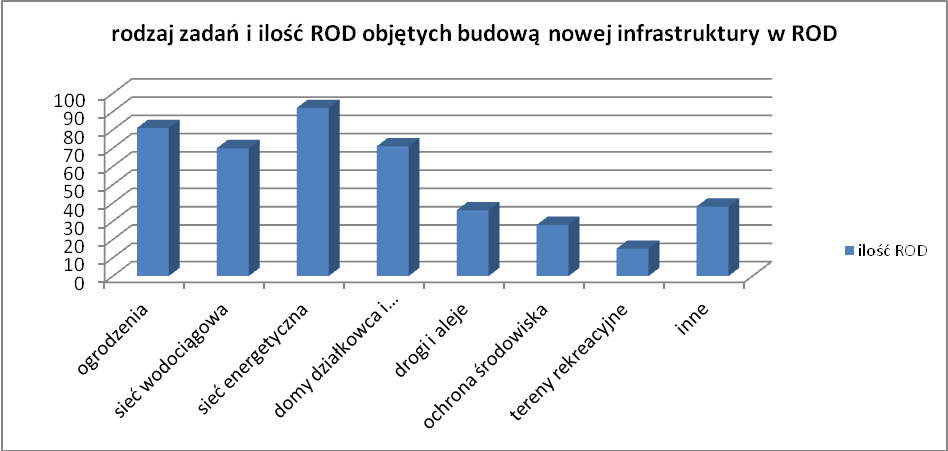 rodzaj zadań i ilość ROD objętych budową nowej infrastruktury w ROD
100
90
80
70
60
50
40
30
20
10
0
ogrodzenia
sieć wodociągowa
sieć energetyczna
domy działkowca i...
drogi i aleje
ochrona środowiska
tereny rekreacyjne
inne
ilość ROD